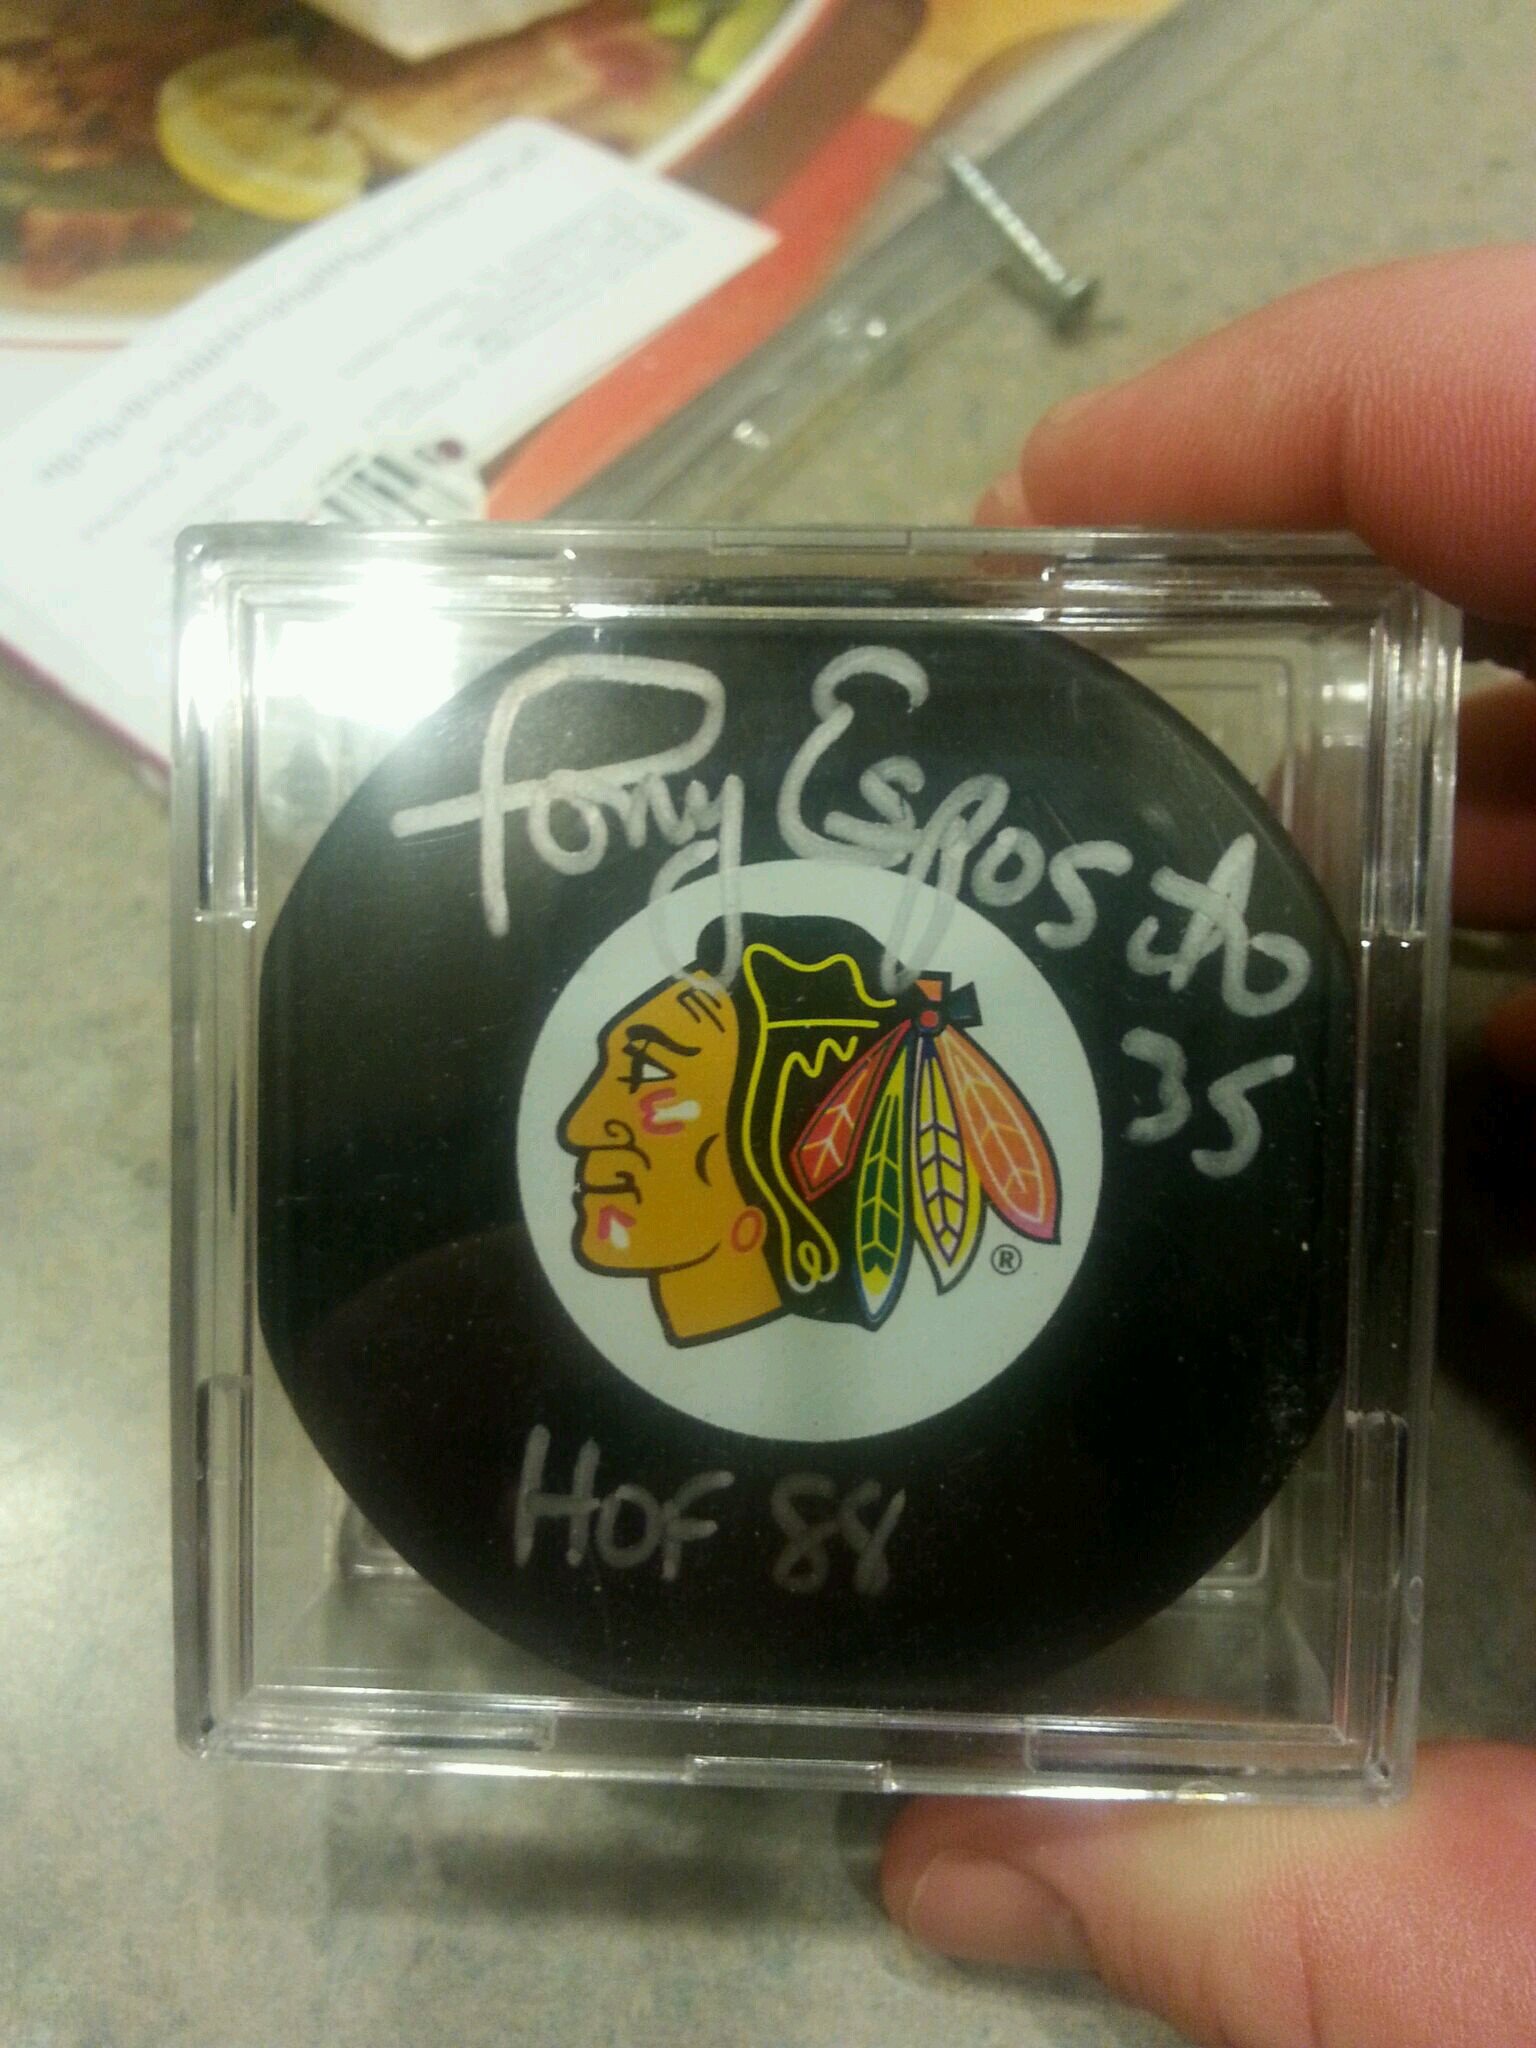 Tony Esposito
35
®
HOF 88